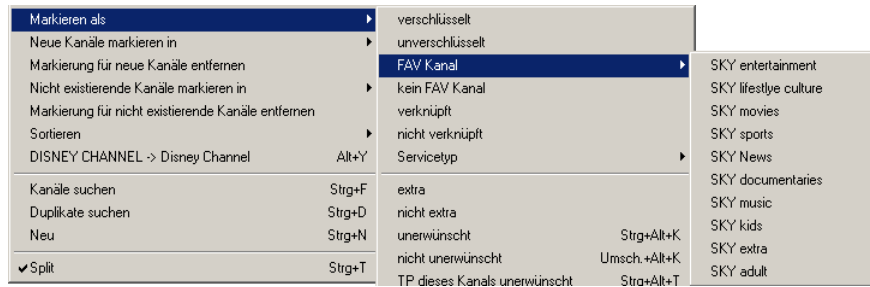 Markieren als
Neue Kanäle markieren in
Markierung für neue Kanäle entfernen
Nicht existierende Kanäle markieren in
Markierung für nicht existierende Kanäle entfernen
Sortieren
DISNEY CHANNEL -> Disney Channel Alt+Y
Kanäle suchen Strg+F
Duplikate suchen Strg+D
Neu Strg+N
Split Strg+T
verschlüsselt
unverschlüsselt
FAV Kanal
kein FAV Kanal
verknüpft
nicht verknüpft
Servicetyp
extra
nicht extra
unerwünscht Strg+Alt+K
nicht unerwünscht Umsch.+Alt+K
TP dieses Kanals unerwünscht Strg+Alt+T
SKY entertainment
SKY lifestlye culture
SKY movies
SKY sports
SKY News
SKY documentaries
SKY music
SKY kids
SKY extra
SKY adult